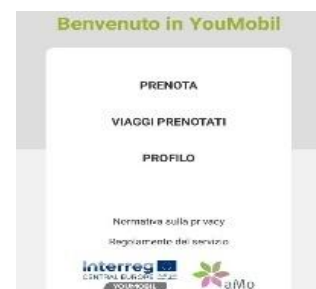 Benvenuto in YouMobil
PRENOTA
VIAGGI PRENOTATI
PROFILO
Normativa sulla privacy
Regolamento del servizio
Interreg
CENTRAL EUROPE
YOUMOBIL
aMo